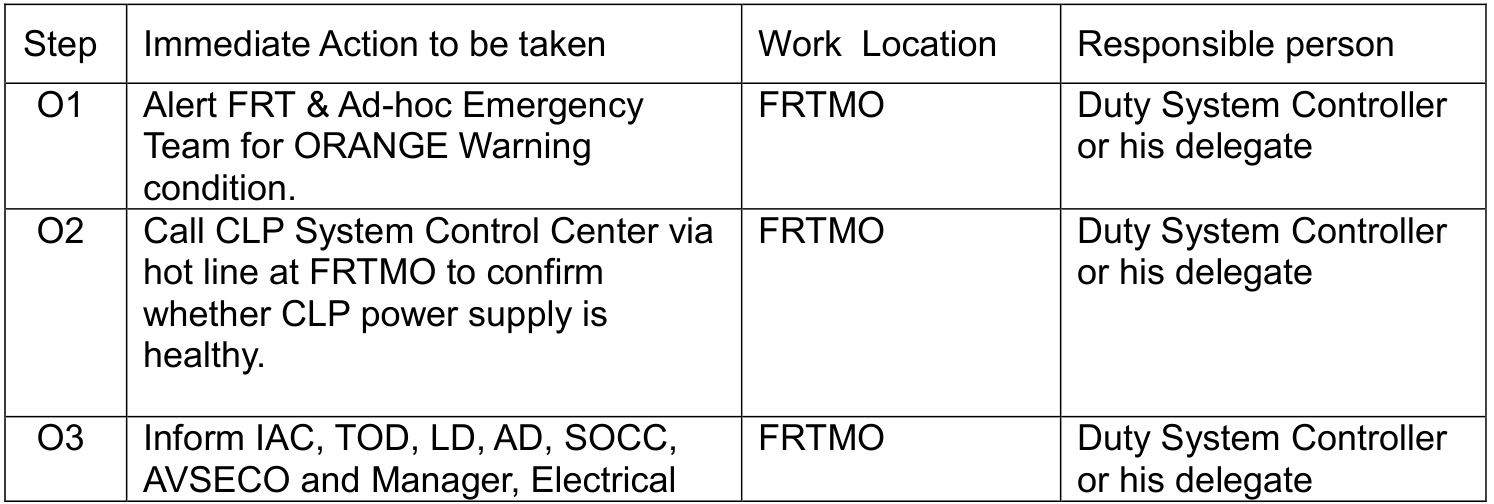 Step Immediate Action to be taken Work Location Responsible person
O1 Alert FRT & Ad-hoc Emergency FRTMO Duty System Controller
Team for ORANGE Warning or his delegate
condition.
O2 Call CLP System Control Center via FRTMO Duty System Controller
hot line at FRTMO to confirm or his delegate
whether CLP power supply is
healthy.
O3 Inform IAC, TOD, LD, AD, SOCC, FRTMO Duty System Controller
AVSECO and Manager, Electrical or his delegate